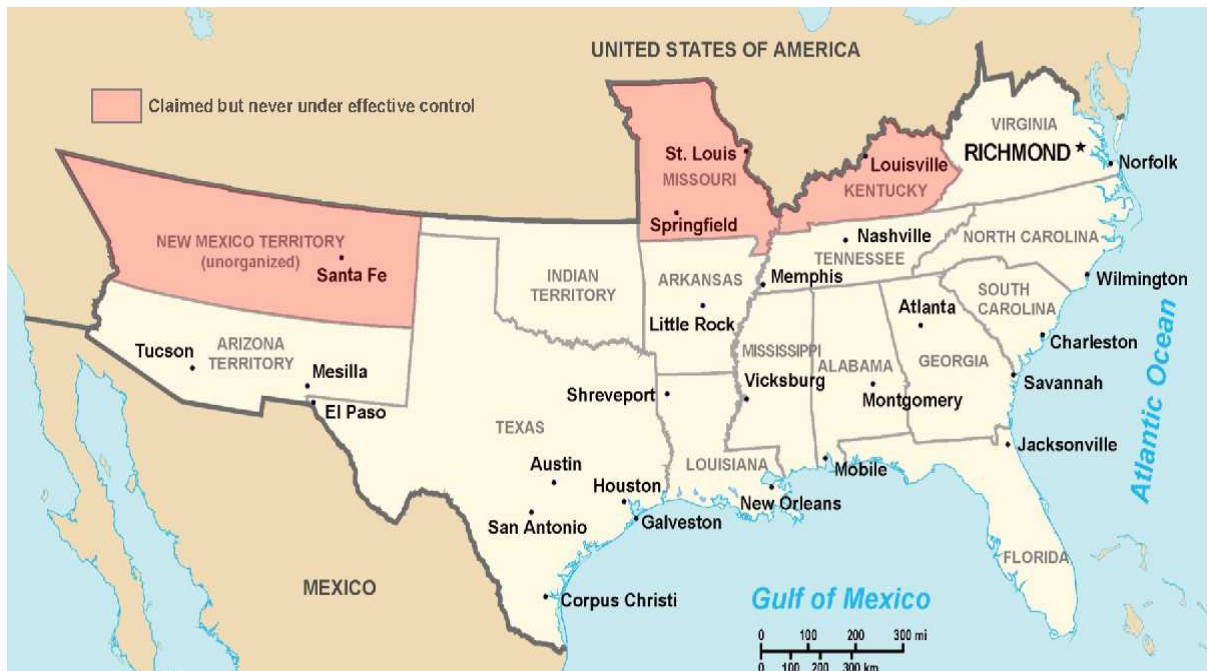 UNITED STATES OF AMERICA
Claimed but never under effective control
VIRGINIA
RICHMOND
Norfolk
St. Louis
MISSOURI
Louisville
KENTUCKY
Springfield
NEW MEXICO TERRITORY
(unorganized)
Santa Fe
Nashville
TENNESSEE
NORTH CAROLINA
INDIAN
TERRITORY
ARKANSAS
Memphis
Wilmington
SOUTH
CAROLINA
Little Rock
Atlanta
Charleston
Tucson
ARIZONA
TERRITORY
Mesilla
El Paso
MISSISSIPPI
Vicksburg
ALABAMA
Montgomery
GEORGIA
Savannah
Shreveport
TEXAS
Jacksonville
Austin
Houston
LOUISIANA
Mobile
New Orleans
San Antonio
Galveston
Atlantic Ocean
FLORIDA
MEXICO
Corpus Christi
Gulf of Mexico
0 100 200 300 mi
0 100 200 300 km